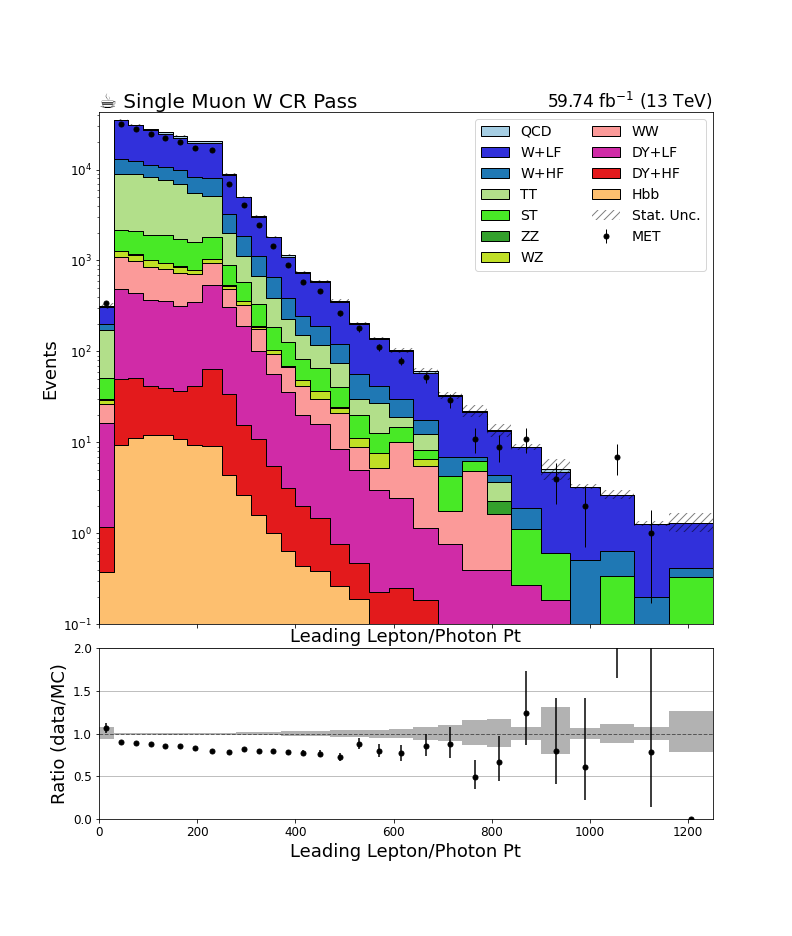 ☕ Single Muon W CR Pass
59.74 fb⁻¹ (13 TeV)
QCD
W+LF
W+HF
TT
ST
ZZ
WZ
WW
DY+LF
DY+HF
Hbb
Stat. Unc.
MET
Events
10⁴
10³
10²
10¹
10⁰
10⁻¹
Leading Lepton/Photon Pt
Ratio (data/MC)
2.0
1.5
1.0
0.5
0.0
0 200 400 600 800 1000 1200
Leading Lepton/Photon Pt